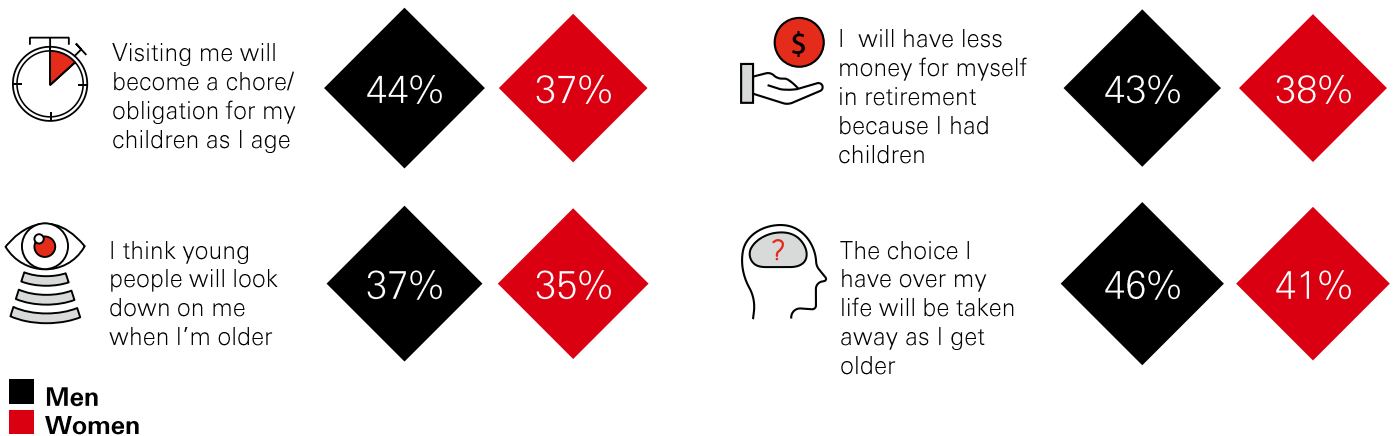 Visiting me will
become a chore/
obligation for my
children as I age
44%
37%
$
I will have less
money for myself
in retirement
because I had
children
43%
38%
I think young
people will look
down on me
when I'm older
37%
35%
?
The choice I
have over my
life will be taken
away as I get
older
46%
41%
Men
Women